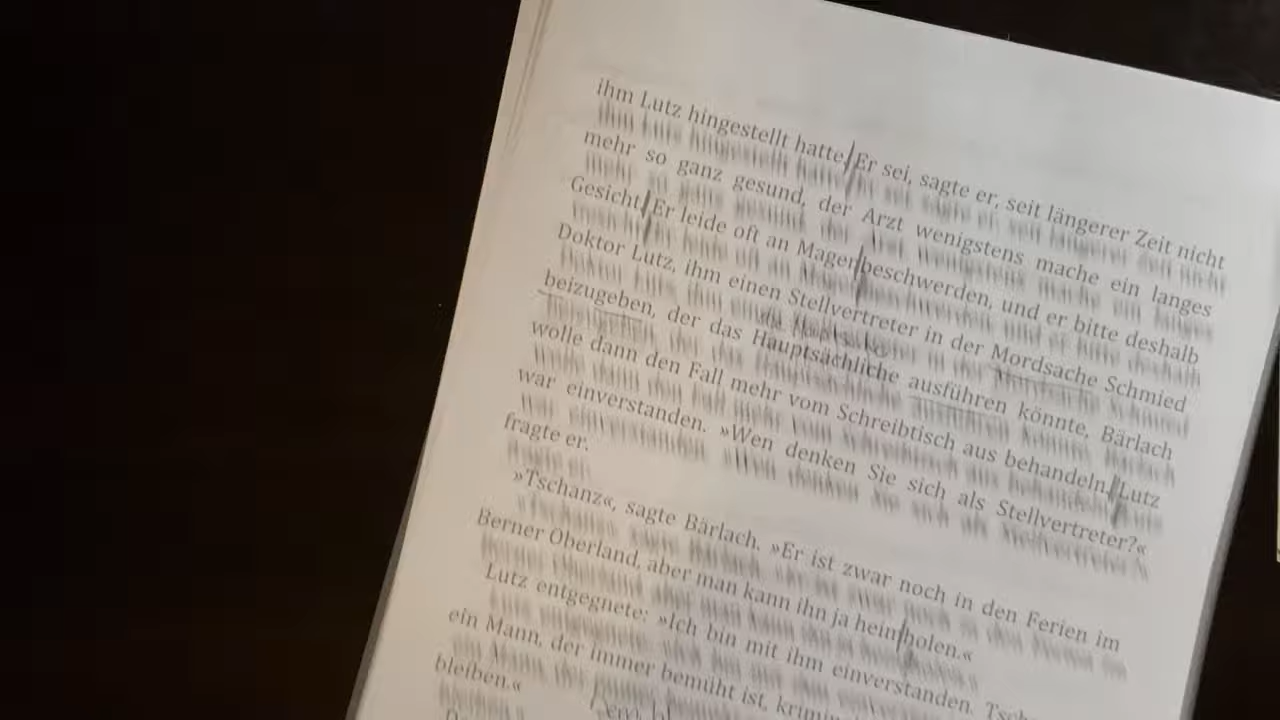 ihm Lutz hingestellt hatte. Er sei, sagte er, seit längerer Zeit nicht
mehr so ganz gesund, der Arzt wenigstens mache ein langes
Gesicht. Er leide oft an Magenbeschwerden, und er bitte deshalb
Doktor Lutz, ihm einen Stellvertreter in der Mordsache Schmied
beizugeben, der das Hauptsächliche ausführen könnte, Bärlach
wolle dann den Fall mehr vom Schreibtisch aus behandeln. Lutz
war einverstanden. »Wen denken Sie sich als Stellvertreter?«
fragte er.
»Tschanz«, sagte Bärlach. »Er ist zwar noch in den Ferien im
Berner Oberland, aber man kann ihn ja heimholen.«
Lutz entgegnete: »Ich bin mit ihm einverstanden.
ein Mann, der immer bemüht ist,
bleiben.«